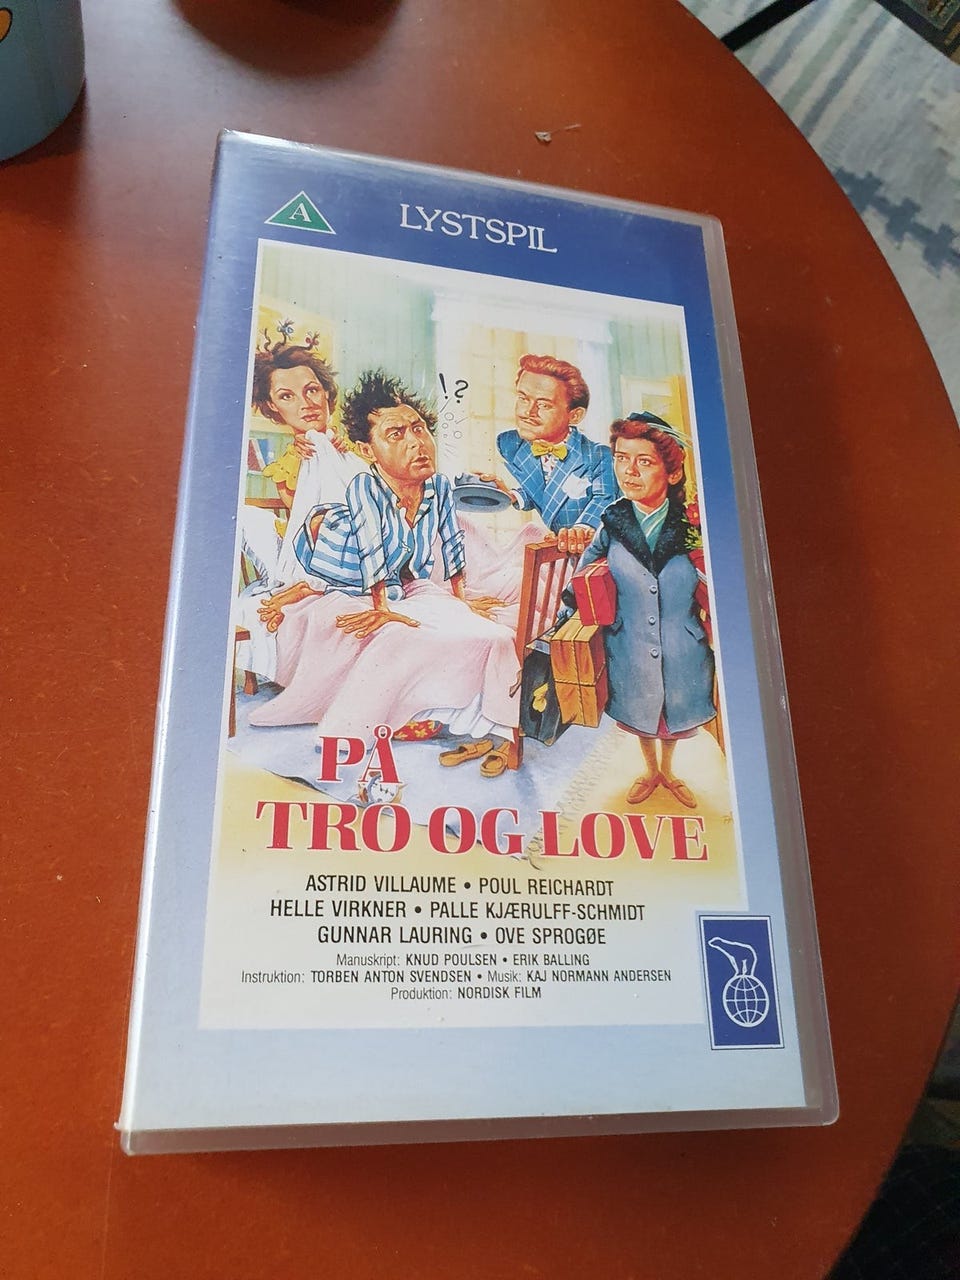 A
LYSTSPIL
!?
PÅ
TRO OG LOVE
ASTRID VILLAUME • POUL REICHARDT
HELLE VIRKNER • PALLE KJÆRULFF-SCHMIDT
GUNNAR LAURING • OVE SPROGØE
Manuskript: KNUD POULSEN • ERIK BALLING
Instruktion: TORBEN ANTON SVENDSEN • Musik: KAJ NORMANN ANDERSEN
Produktion: NORDISK FILM